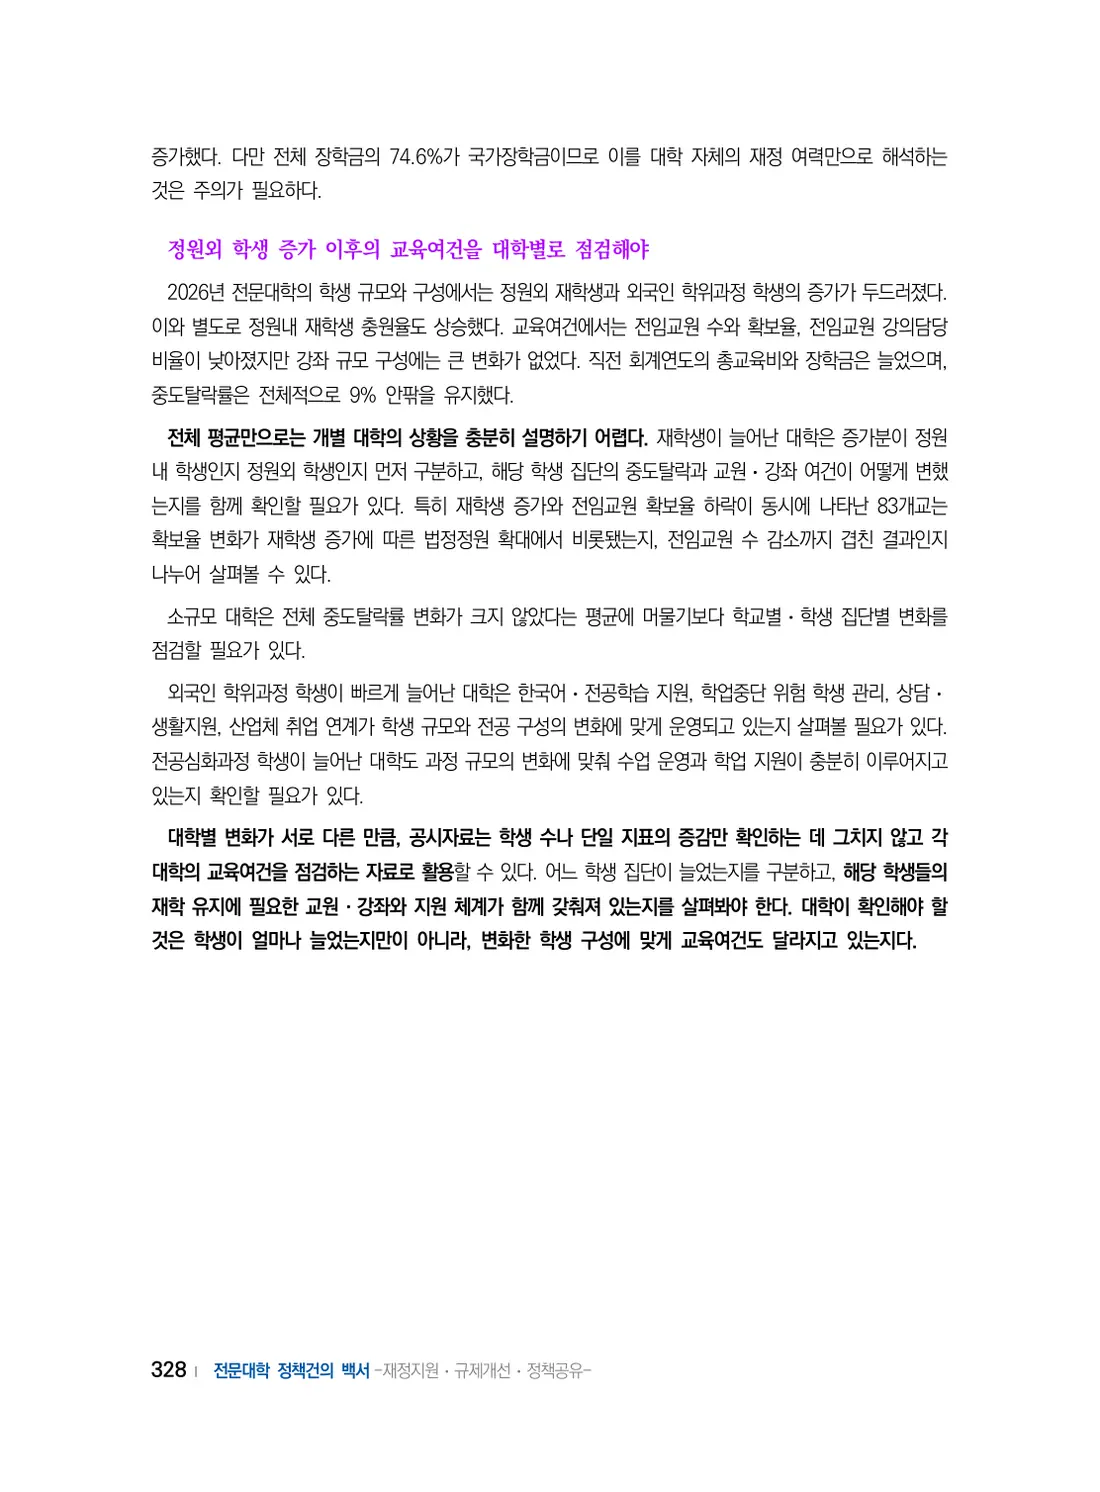 증가했다. 다만 전체 장학금의 74.6%가 국가장학금이므로 이를 대학 자체의 재정 여력만으로 해석하는
것은 주의가 필요하다.
정원외 학생 증가 이후의 교육여건을 대학별로 점검해야
2026년 전문대학의 학생 규모와 구성에서는 정원외 재학생과 외국인 학위과정 학생의 증가가 두드러졌다.
이와 별도로 정원내 재학생 충원율도 상승했다. 교육여건에서는 전임교원 수와 확보율, 전임교원 강의담당
비율이 낮아졌지만 강좌 규모 구성에는 큰 변화가 없었다. 직전 회계연도의 총교육비와 장학금은 늘었으며,
중도탈락률은 전체적으로 9% 안팎을 유지했다.
전체 평균만으로는 개별 대학의 상황을 충분히 설명하기 어렵다. 재학생이 늘어난 대학은 증가분이 정원
내 학생인지 정원외 학생인지 먼저 구분하고, 해당 학생 집단의 중도탈락과 교원·강좌 여건이 어떻게 변했
는지를 함께 확인할 필요가 있다. 특히 재학생 증가와 전임교원 확보율 하락이 동시에 나타난 83개교는
확보율 변화가 재학생 증가에 따른 법정정원 확대에서 비롯됐는지, 전임교원 수 감소까지 겹친 결과인지
나누어 살펴볼 수 있다.
소규모 대학은 전체 중도탈락률 변화가 크지 않았다는 평균에 머물기보다 학교별·학생 집단별 변화를
점검할 필요가 있다.
외국인 학위과정 학생이 빠르게 늘어난 대학은 한국어·전공학습 지원, 학업중단 위험 학생 관리, 상담·
생활지원, 산업체 취업 연계가 학생 규모와 전공 구성의 변화에 맞게 운영되고 있는지 살펴볼 필요가 있다.
전공심화과정 학생이 늘어난 대학도 과정 규모의 변화에 맞춰 수업 운영과 학업 지원이 충분히 이루어지고
있는지 확인할 필요가 있다.
대학별 변화가 서로 다른 만큼, 공시자료는 학생 수나 단일 지표의 증감만 확인하는 데 그치지 않고 각
대학의 교육여건을 점검하는 자료로 활용할 수 있다. 어느 학생 집단이 늘었는지를 구분하고, 해당 학생들의
재학 유지에 필요한 교원·강좌와 지원 체계가 함께 갖춰져 있는지를 살펴봐야 한다. 대학이 확인해야 할
것은 학생이 얼마나 늘었는지만이 아니라, 변화한 학생 구성에 맞게 교육여건도 달라지고 있는지다.
328 | 전문대학 정책건의 백서 -재정지원·규제개선·정책공유-